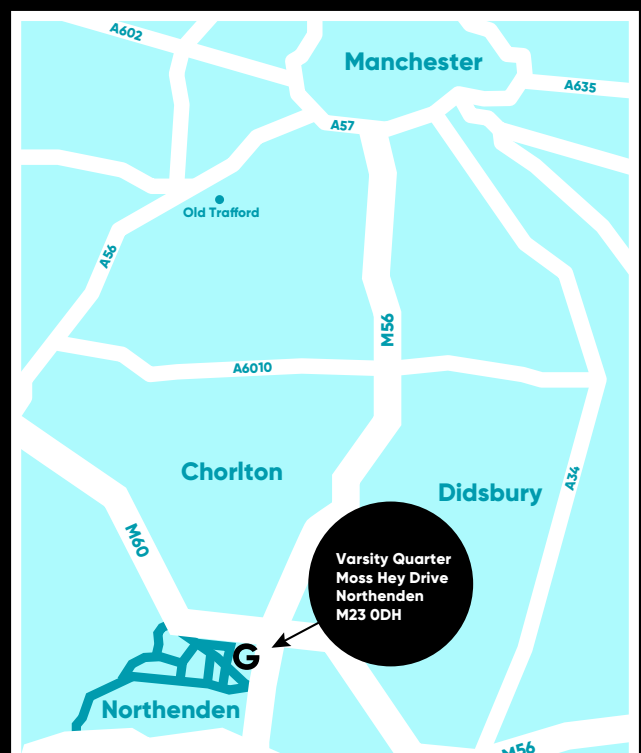 A602
Manchester
A635
A57
Old Trafford
A56
M56
A6010
Chorlton
Didsbury
A34
M60
Varsity Quarter
Moss Hey Drive
Northenden
M23 0DH
G
Northenden
M56